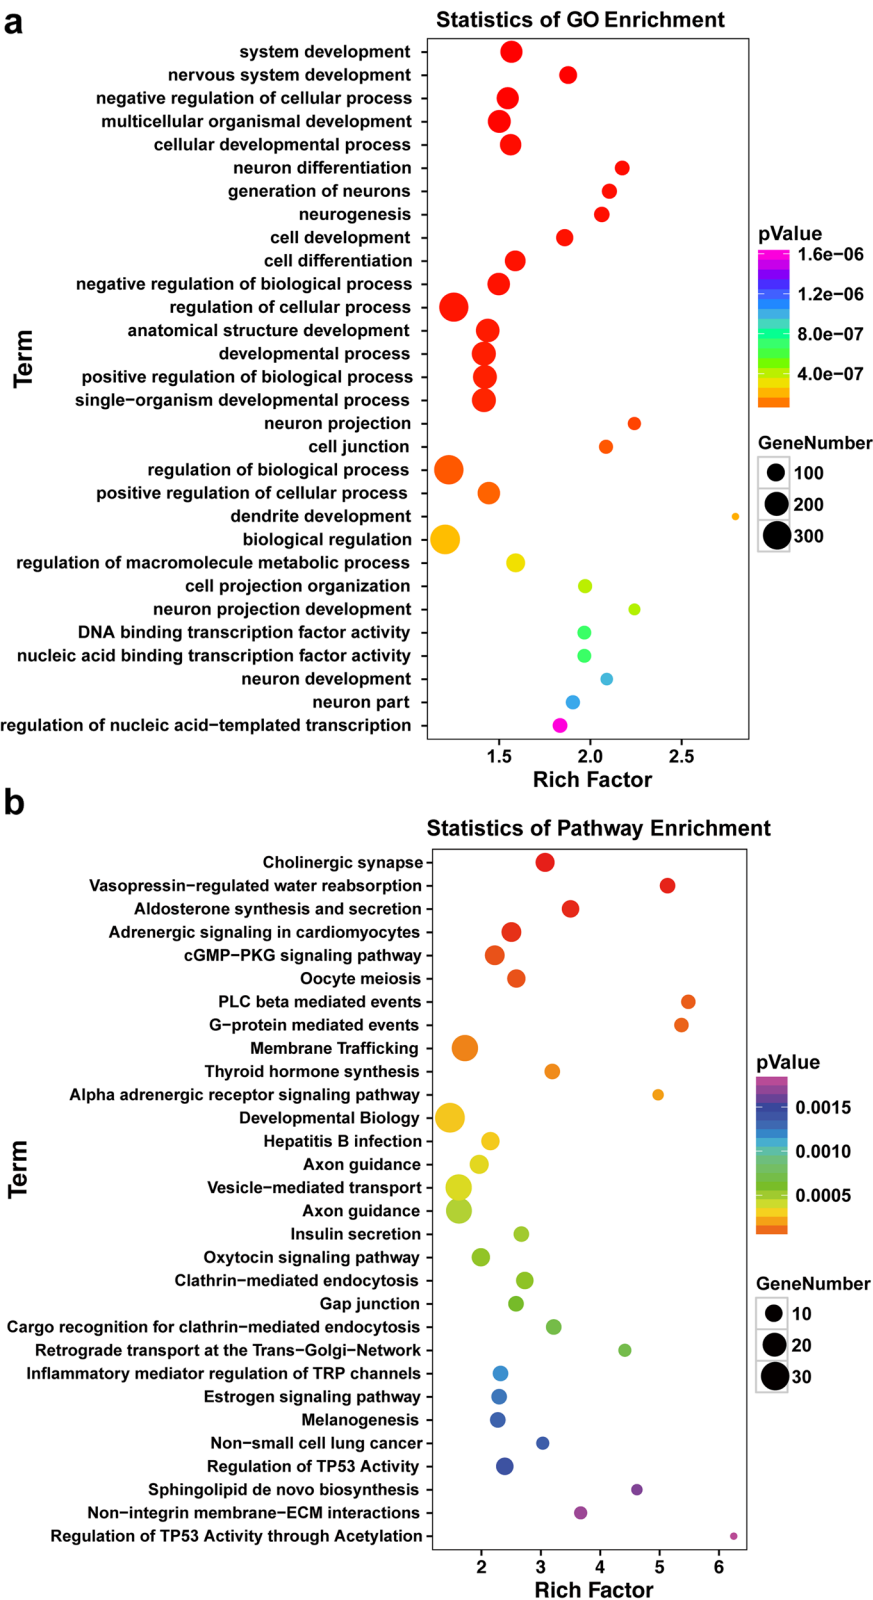 a
Statistics of GO Enrichment
system development
nervous system development
negative regulation of cellular process
multicellular organismal development
cellular developmental process
neuron differentiation
generation of neurons
neurogenesis
cell development
cell differentiation
negative regulation of biological process
regulation of cellular process
anatomical structure development
developmental process
positive regulation of biological process
single−organism developmental process
neuron projection
cell junction
regulation of biological process
positive regulation of cellular process
dendrite development
biological regulation
regulation of macromolecule metabolic process
cell projection organization
neuron projection development
DNA binding transcription factor activity
nucleic acid binding transcription factor activity
neuron development
neuron part
regulation of nucleic acid−templated transcription
Term
1.5 2.0 2.5
Rich Factor
pValue
1.6e−06
1.2e−06
8.0e−07
4.0e−07
GeneNumber
100
200
300
b
Statistics of Pathway Enrichment
Cholinergic synapse
Vasopressin−regulated water reabsorption
Aldosterone synthesis and secretion
Adrenergic signaling in cardiomyocytes
cGMP−PKG signaling pathway
Oocyte meiosis
PLC beta mediated events
G−protein mediated events
Membrane Trafficking
Thyroid hormone synthesis
Alpha adrenergic receptor signaling pathway
Developmental Biology
Hepatitis B infection
Axon guidance
Vesicle−mediated transport
Axon guidance
Insulin secretion
Oxytocin signaling pathway
Clathrin−mediated endocytosis
Gap junction
Cargo recognition for clathrin−mediated endocytosis
Retrograde transport at the Trans−Golgi−Network
Inflammatory mediator regulation of TRP channels
Estrogen signaling pathway
Melanogenesis
Non−small cell lung cancer
Regulation of TP53 Activity
Sphingolipid de novo biosynthesis
Non−integrin membrane−ECM interactions
Regulation of TP53 Activity through Acetylation
Term
2 3 4 5 6
Rich Factor
pValue
0.0015
0.0010
0.0005
GeneNumber
10
20
30